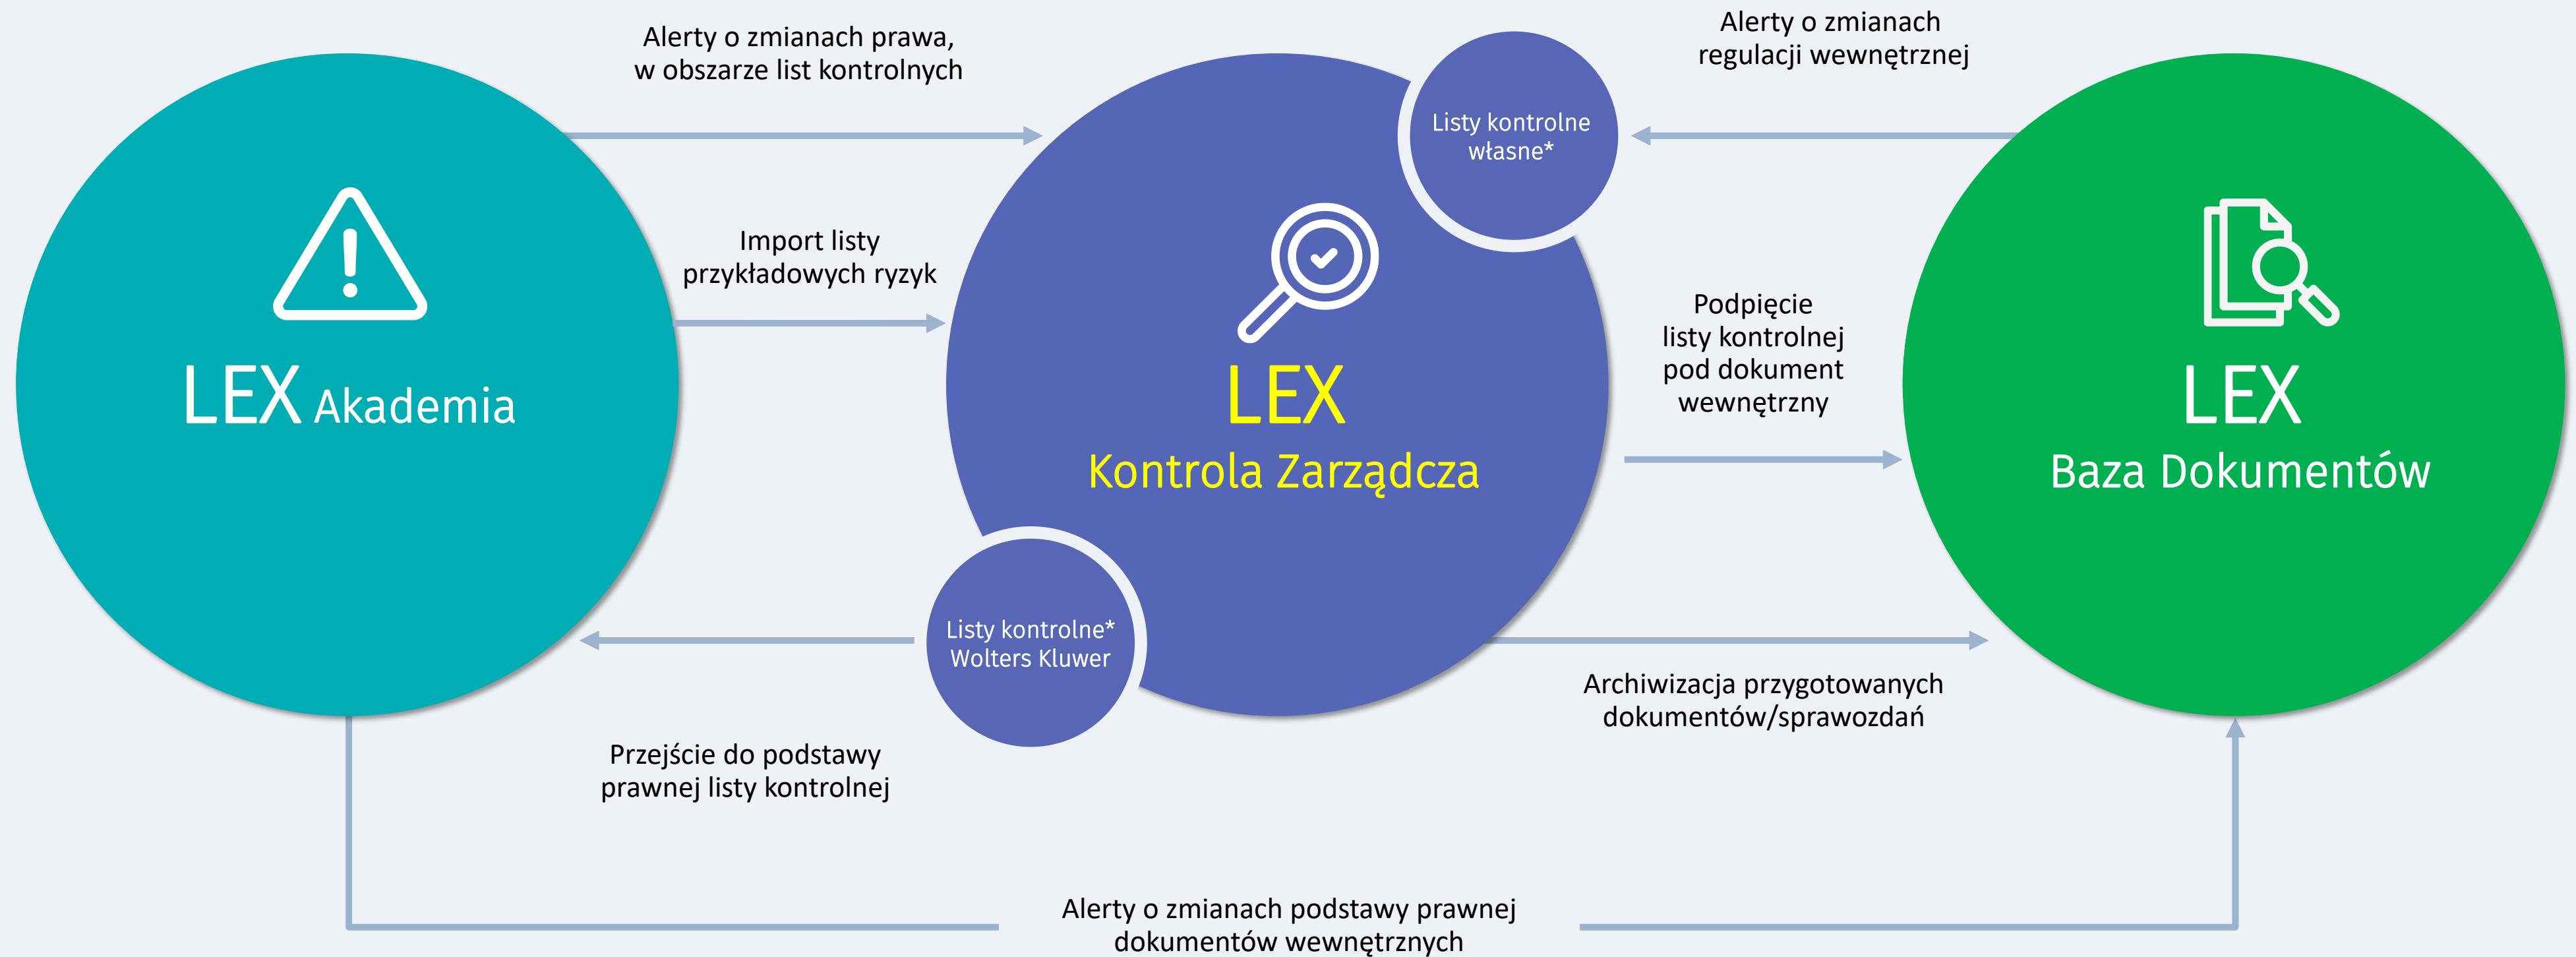 Alerty o zmianach prawa,
w obszarze list kontrolnych
Alerty o zmianach
regulacji wewnętrznej
Listy kontrolne
własne*
Import listy
przykładowych ryzyk
Podpięcie
listy kontrolnej
pod dokument
wewnętrzny
LEX Akademia
LEX
Kontrola Zarządcza
LEX
Baza Dokumentów
Listy kontrolne*
Wolters Kluwer
Archiwizacja przygotowanych
dokumentów/sprawozdań
Przejście do podstawy
prawnej listy kontrolnej
Alerty o zmianach podstawy prawnej
dokumentów wewnętrznych